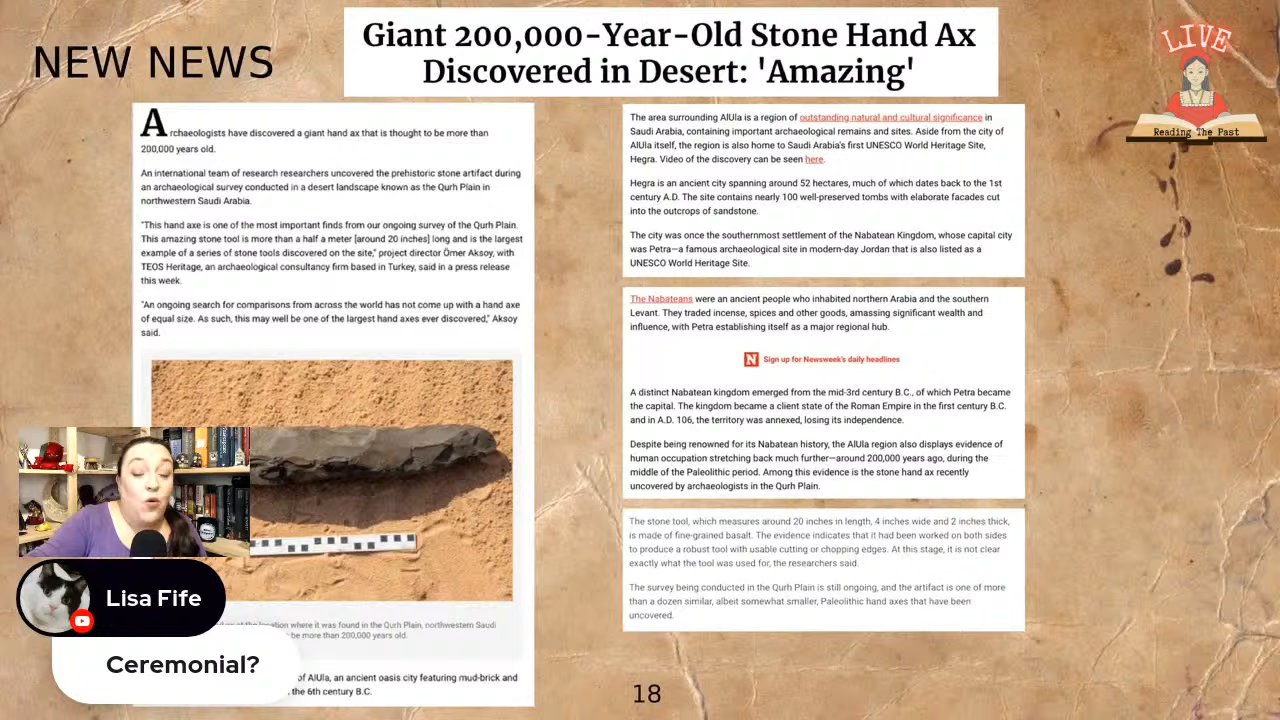 NEW NEWS
Giant 200,000-Year-Old Stone Hand Ax
Discovered in Desert: 'Amazing'
LIVE
Reading The Past
Archaeologists have discovered a giant hand ax that is thought to be more than
200,000 years old.
An international team of research researchers uncovered the prehistoric stone artifact during
an archaeological survey conducted in a desert landscape known as the Qurh Plain in
northwestern Saudi Arabia.
"This hand axe is one of the most important finds from our ongoing survey of the Qurh Plain.
This amazing stone tool is more than a half a meter [around 20 inches] long and is the largest
example of a series of stone tools discovered on the site," project director Ömer Aksoy, with
TEOS Heritage, an archaeological consultancy firm based in Turkey, said in a press release
this week.
"An ongoing search for comparisons from across the world has not come up with a hand axe
of equal size. As such, this may well be one of the largest hand axes ever discovered," Aksoy
said.
location where it was found in the Qurh Plain, northwestern Saudi
be more than 200,000 years old.
of AlUla, an ancient oasis city featuring mud-brick and
the 6th century B.C.
Lisa Fife
Ceremonial?
The area surrounding AlUla is a region of outstanding natural and cultural significance in
Saudi Arabia, containing important archaeological remains and sites. Aside from the city of
AlUla itself, the region is also home to Saudi Arabia's first UNESCO World Heritage Site,
Hegra. Video of the discovery can be seen here.
Hegra is an ancient city spanning around 52 hectares, much of which dates back to the 1st
century A.D. The site contains nearly 100 well-preserved tombs with elaborate facades cut
into the outcrops of sandstone.
The city was once the southernmost settlement of the Nabatean Kingdom, whose capital city
was Petra—a famous archaeological site in modern-day Jordan that is also listed as a
UNESCO World Heritage Site.
The Nabateans were an ancient people who inhabited northern Arabia and the southern
Levant. They traded incense, spices and other goods, amassing significant wealth and
influence, with Petra establishing itself as a major regional hub.
N Sign up for Newsweek's daily headlines
A distinct Nabatean kingdom emerged from the mid-3rd century B.C., of which Petra became
the capital. The kingdom became a client state of the Roman Empire in the first century B.C.
and in A.D. 106, the territory was annexed, losing its independence.
Despite being renowned for its Nabatean history, the AlUla region also displays evidence of
human occupation stretching back much further—around 200,000 years ago, during the
middle of the Paleolithic period. Among this evidence is the stone hand ax recently
uncovered by archaeologists in the Qurh Plain.
The stone tool, which measures around 20 inches in length, 4 inches wide and 2 inches thick,
is made of fine-grained basalt. The evidence indicates that it had been worked on both sides
to produce a robust tool with usable cutting or chopping edges. At this stage, it is not clear
exactly what the tool was used for, the researchers said.
The survey being conducted in the Qurh Plain is still ongoing, and the artifact is one of more
than a dozen similar, albeit somewhat smaller, Paleolithic hand axes that have been
uncovered.
18